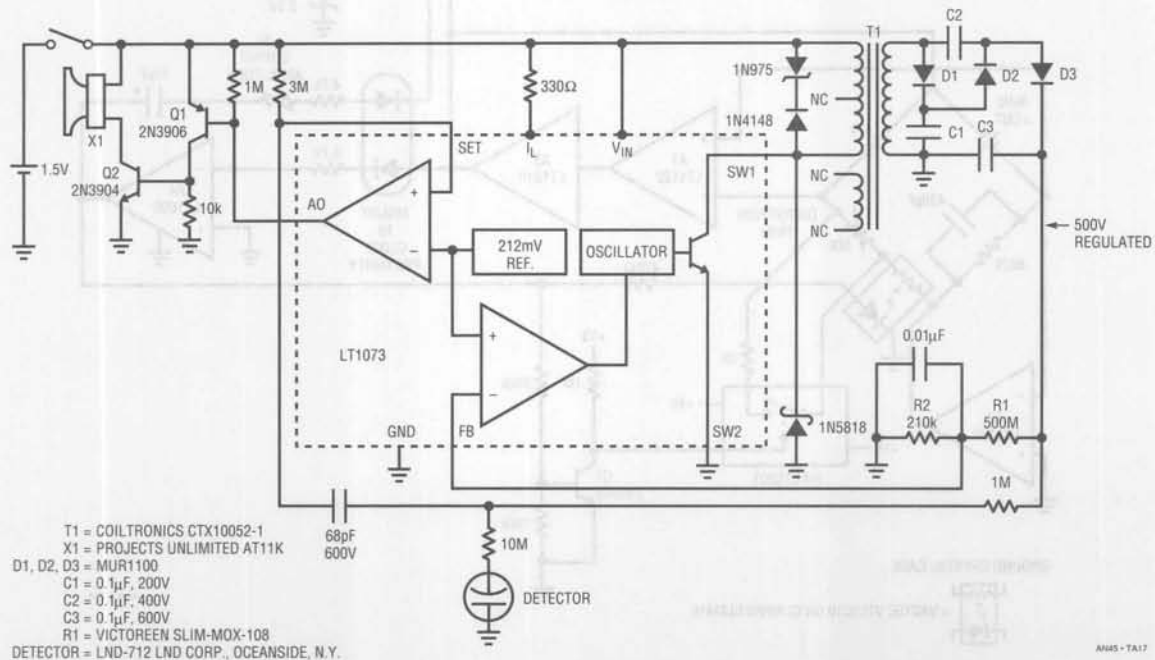 C2
T1
D1
D2
D3
C1
C3
1N975
1N4148
NC
NC
NC
1M
3M
330Ω
Q1
2N3906
X1
1.5V
Q2
2N3904
10k
SET
IL
VIN
SW1
AO
+
−
212mV
REF.
OSCILLATOR
500V
REGULATED
LT1073
+
−
GND
FB
SW2
1N5818
0.01µF
R2
210k
R1
500M
1M
68pF
600V
10M
DETECTOR
T1 = COILTRONICS CTX10052-1
X1 = PROJECTS UNLIMITED AT11K
D1, D2, D3 = MUR1100
C1 = 0.1µF, 200V
C2 = 0.1µF, 400V
C3 = 0.1µF, 600V
R1 = VICTOREEN SLIM-MOX-108
DETECTOR = LND-712 LND CORP., OCEANSIDE, N.Y.
AN45 • TA17